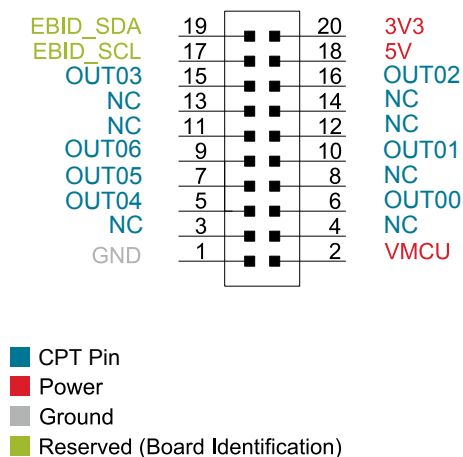 EBID_SDA 19 20 3V3
EBID_SCL 17 18 5V
OUT03 15 16 OUT02
NC 13 14 NC
NC 11 12 NC
OUT06 9 10 OUT01
OUT05 7 8 NC
OUT04 5 6 OUT00
NC 3 4 NC
GND 1 2 VMCU
CPT Pin
Power
Ground
Reserved (Board Identification)